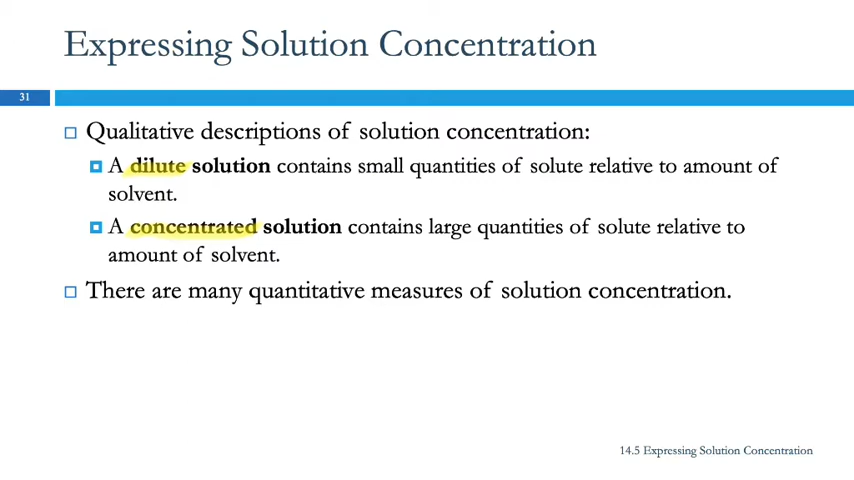 Expressing Solution Concentration
31
Qualitative descriptions of solution concentration:
A dilute solution contains small quantities of solute relative to amount of
solvent.
A concentrated solution contains large quantities of solute relative to
amount of solvent.
There are many quantitative measures of solution concentration.
14.5 Expressing Solution Concentration